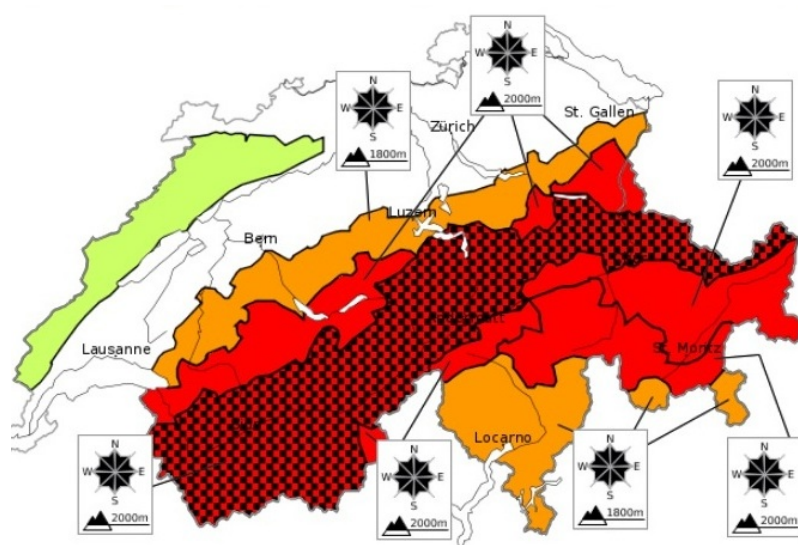 N
W E
S
2000m
St. Gallen
N
W E
S
1800m
Zürich
N
W E
S
2000m
Luzern
Bern
Lausanne
St. Moritz
Locarno
N
W E
S
2000m
N
W E
S
2000m
N
W E
S
1800m
N
W E
S
2000m